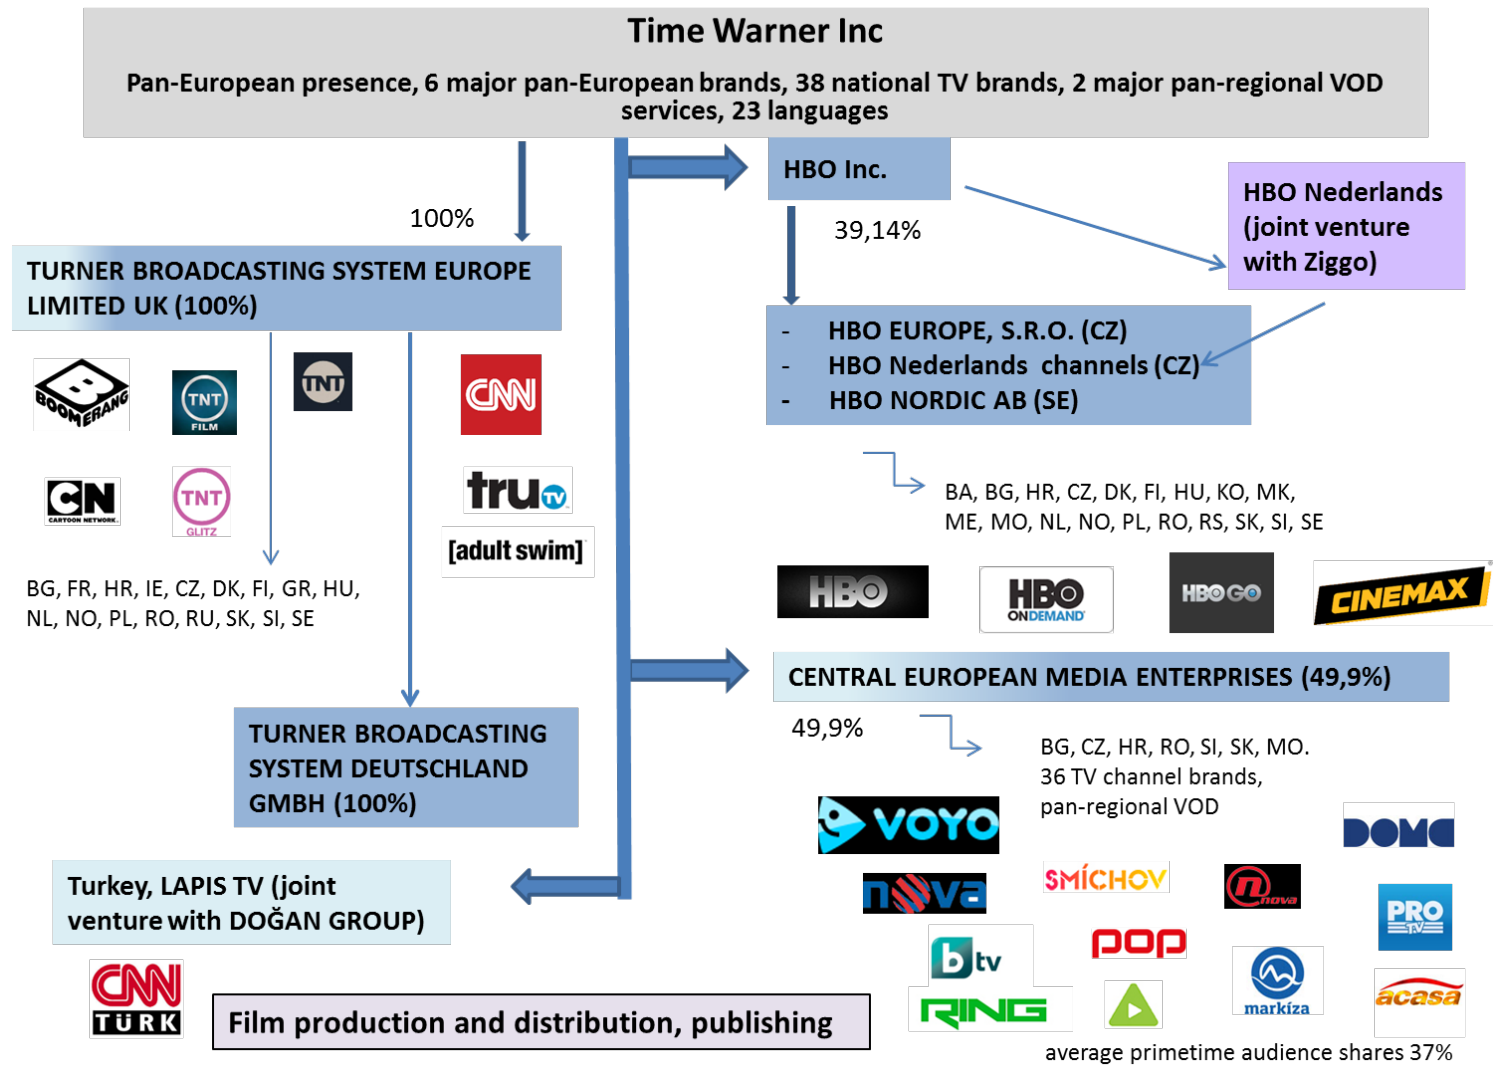 Time Warner Inc
Pan-European presence, 6 major pan-European brands, 38 national TV brands, 2 major pan-regional VOD
services, 23 languages
100%
TURNER BROADCASTING SYSTEM EUROPE
LIMITED UK (100%)
BOOMERANG
TNT
FILM
TNT
CNN
CN
CARTOON NETWORK
TNT
GLITZ
tru
TV
[adult swim]
BG, FR, HR, IE, CZ, DK, FI, GR, HU,
NL, NO, PL, RO, RU, SK, SI, SE
TURNER BROADCASTING
SYSTEM DEUTSCHLAND
GMBH (100%)
Turkey, LAPIS TV (joint
venture with DOĞAN GROUP)
CNN
TÜRK
Film production and distribution, publishing
HBO Inc.
39,14%
HBO Nederlands
(joint venture
with Ziggo)
- HBO EUROPE, S.R.O. (CZ)
- HBO Nederlands channels (CZ)
- HBO NORDIC AB (SE)
BA, BG, HR, CZ, DK, FI, HU, KO, MK,
ME, MO, NL, NO, PL, RO, RS, SK, SI, SE
HBO
HBO
ONDEMAND
HBO GO
CINEMAX
CENTRAL EUROPEAN MEDIA ENTERPRISES (49,9%)
49,9%
BG, CZ, HR, RO, SI, SK, MO.
36 TV channel brands,
pan-regional VOD
VOYO
DOMA
nova
SMÍCHOV
n
nova
PRO
TV
b tv
pop
markíza
acasa
RING
average primetime audience shares 37%